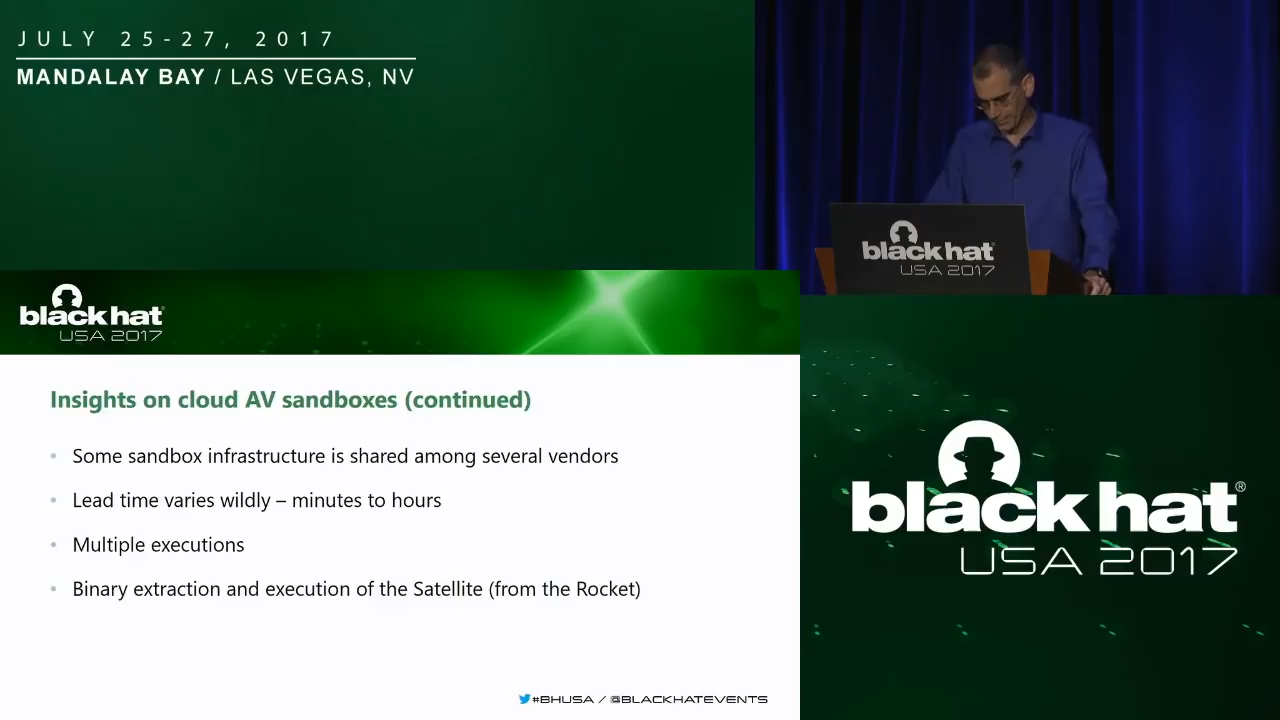 JULY 25-27, 2017
MANDALAY BAY / LAS VEGAS, NV
black hat
USA 2017
black hat®
USA 2017
Insights on cloud AV sandboxes (continued)
• Some sandbox infrastructure is shared among several vendors
• Lead time varies wildly – minutes to hours
• Multiple executions
• Binary extraction and execution of the Satellite (from the Rocket)
#BHUSA / @BLACKHATEVENTS
black hat®
USA 2017